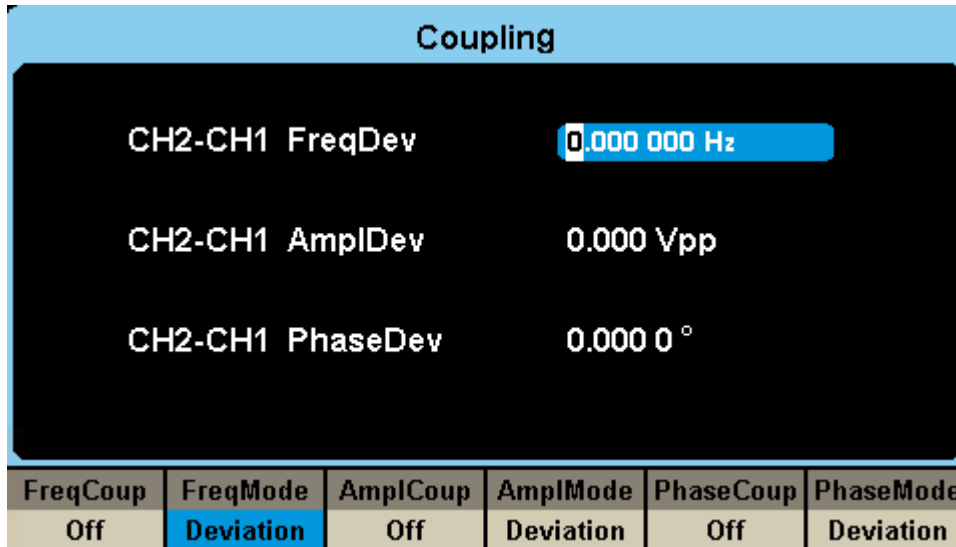 Coupling
CH2-CH1 FreqDev 0.000 000 Hz
CH2-CH1 AmplDev 0.000 Vpp
CH2-CH1 PhaseDev 0.000 0 °
FreqCoup FreqMode AmplCoup AmplMode PhaseCoup PhaseMode
Off Deviation Off Deviation Off Deviation